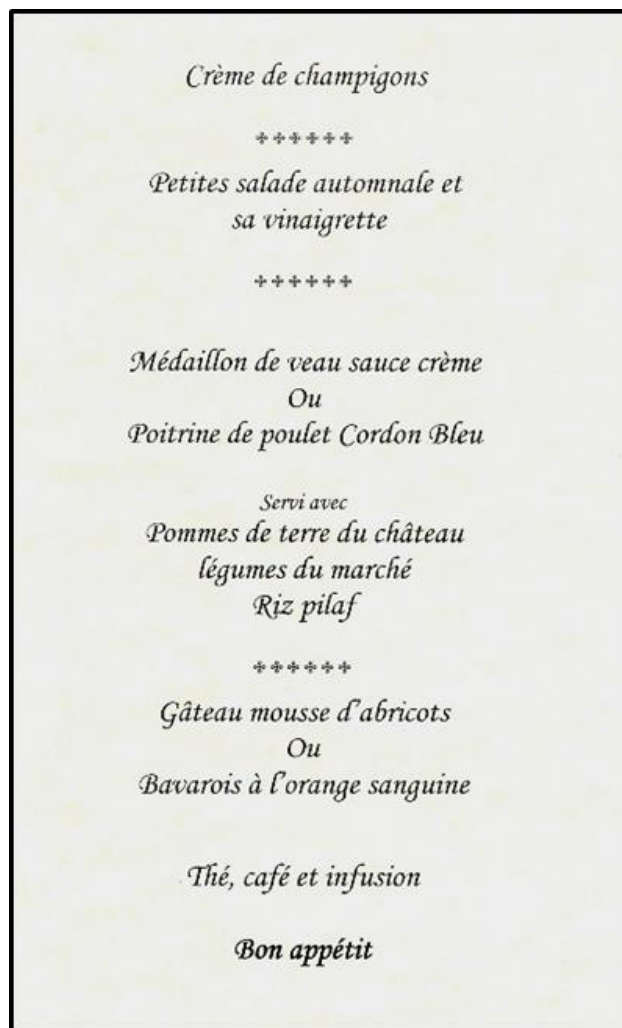 Crème de champigons
++++++
Petites salade automnale et
sa vinaigrette
++++++
Médaillon de veau sauce crème
Ou
Poitrine de poulet Cordon Bleu
Servi avec
Pommes de terre du château
légumes du marché
Riz pilaf
++++++
Gâteau mousse d'abricots
Ou
Bavarois à l'orange sanguine
Thé, café et infusion
Bon appétit